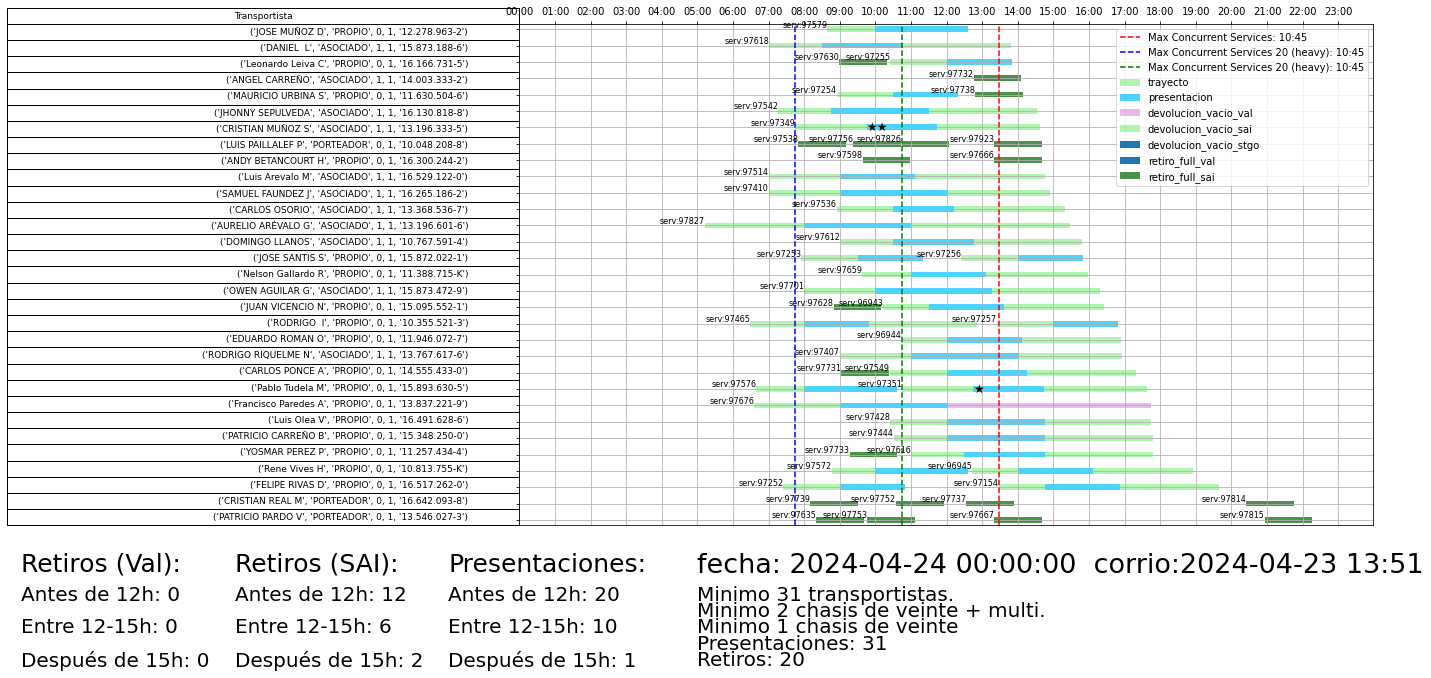 Transportista
00:00 01:00 02:00 03:00 04:00 05:00 06:00 07:00 08:00 09:00 10:00 11:00 12:00 13:00 14:00 15:00 16:00 17:00 18:00 19:00 20:00 21:00 22:00 23:00
('JOSE MUÑOZ D', 'PROPIO', 0, 1, '12.278.963-2') serv:97579
('DANIEL  L', 'ASOCIADO', 1, 1, '15.873.188-6') serv:97618
('Leonardo Leiva C', 'PROPIO', 0, 1, '16.166.731-5') serv:97630 serv:97255
('ANGEL CARREÑO', 'ASOCIADO', 1, 1, '14.003.333-2') serv:97732
('MAURICIO URBINA S', 'PROPIO', 0, 1, '11.630.504-6') serv:97254 serv:97738
('JHONNY SEPULVEDA', 'ASOCIADO', 1, 1, '16.130.818-8') serv:97542
('CRISTIAN MUÑOZ S', 'ASOCIADO', 1, 1, '13.196.333-5') serv:97349
('LUIS PAILLALEF P', 'PORTEADOR', 0, 1, '10.048.208-8') serv:97538 serv:97756 serv:97826 serv:97923
('ANDY BETANCOURT H', 'PROPIO', 0, 1, '16.300.244-2') serv:97598 serv:97666
('Luis Arevalo M', 'ASOCIADO', 1, 1, '16.529.122-0') serv:97514
('SAMUEL FAUNDEZ J', 'ASOCIADO', 1, 1, '16.265.186-2') serv:97410
('CARLOS OSORIO', 'ASOCIADO', 1, 1, '13.368.536-7') serv:97536
('AURELIO ARÉVALO G', 'ASOCIADO', 1, 1, '13.196.601-6') serv:97827
('DOMINGO LLANOS', 'ASOCIADO', 1, 1, '10.767.591-4') serv:97612
('JOSE SANTIS S', 'PROPIO', 0, 1, '15.872.022-1') serv:97253 serv:97256
('Nelson Gallardo R', 'PROPIO', 0, 1, '11.388.715-K') serv:97659
('OWEN AGUILAR G', 'ASOCIADO', 1, 1, '15.873.472-9') serv:97701
('JUAN VICENCIO N', 'PROPIO', 0, 1, '15.095.552-1') serv:97628 serv:96943
('RODRIGO  I', 'PROPIO', 0, 1, '10.355.521-3') serv:97465 serv:97257
('EDUARDO ROMAN O', 'PROPIO', 0, 1, '11.946.072-7') serv:96944
('RODRIGO RIQUELME N', 'ASOCIADO', 1, 1, '13.767.617-6') serv:97407
('CARLOS PONCE A', 'PROPIO', 0, 1, '14.555.433-0') serv:97731 serv:97549
('Pablo Tudela M', 'PROPIO', 0, 1, '15.893.630-5') serv:97576 serv:97351
('Francisco Paredes A', 'PROPIO', 0, 1, '13.837.221-9') serv:97676
('Luis Olea V', 'PROPIO', 0, 1, '16.491.628-6') serv:97428
('PATRICIO CARREÑO B', 'PROPIO', 0, 1, '15.348.250-0') serv:97444
('YOSMAR PEREZ P', 'PROPIO', 0, 1, '11.257.434-4') serv:97733 serv:97616
('Rene Vives H', 'PROPIO', 0, 1, '10.813.755-K') serv:97572 serv:96945
('FELIPE RIVAS D', 'PROPIO', 0, 1, '16.517.262-0') serv:97252 serv:97154
('CRISTIAN REAL M', 'PORTEADOR', 0, 1, '16.642.093-8') serv:97739 serv:97752 serv:97737 serv:97814
('PATRICIO PARDO V', 'PORTEADOR', 0, 1, '13.546.027-3') serv:97635 serv:97753 serv:97667 serv:97815
Max Concurrent Services: 10:45
Max Concurrent Services 20 (heavy): 10:45
Max Concurrent Services 20 (heavy): 10:45
trayecto
presentacion
devolucion_vacio_val
devolucion_vacio_sai
devolucion_vacio_stgo
retiro_full_val
retiro_full_sai
Retiros (Val):
Antes de 12h: 0
Entre 12-15h: 0
Después de 15h: 0
Retiros (SAI):
Antes de 12h: 12
Entre 12-15h: 6
Después de 15h: 2
Presentaciones:
Antes de 12h: 20
Entre 12-15h: 10
Después de 15h: 1
fecha: 2024-04-24 00:00:00  corrio:2024-04-23 13:51
Minimo 31 transportistas.
Minimo 2 chasis de veinte + multi.
Minimo 1 chasis de veinte
Presentaciones: 31
Retiros: 20